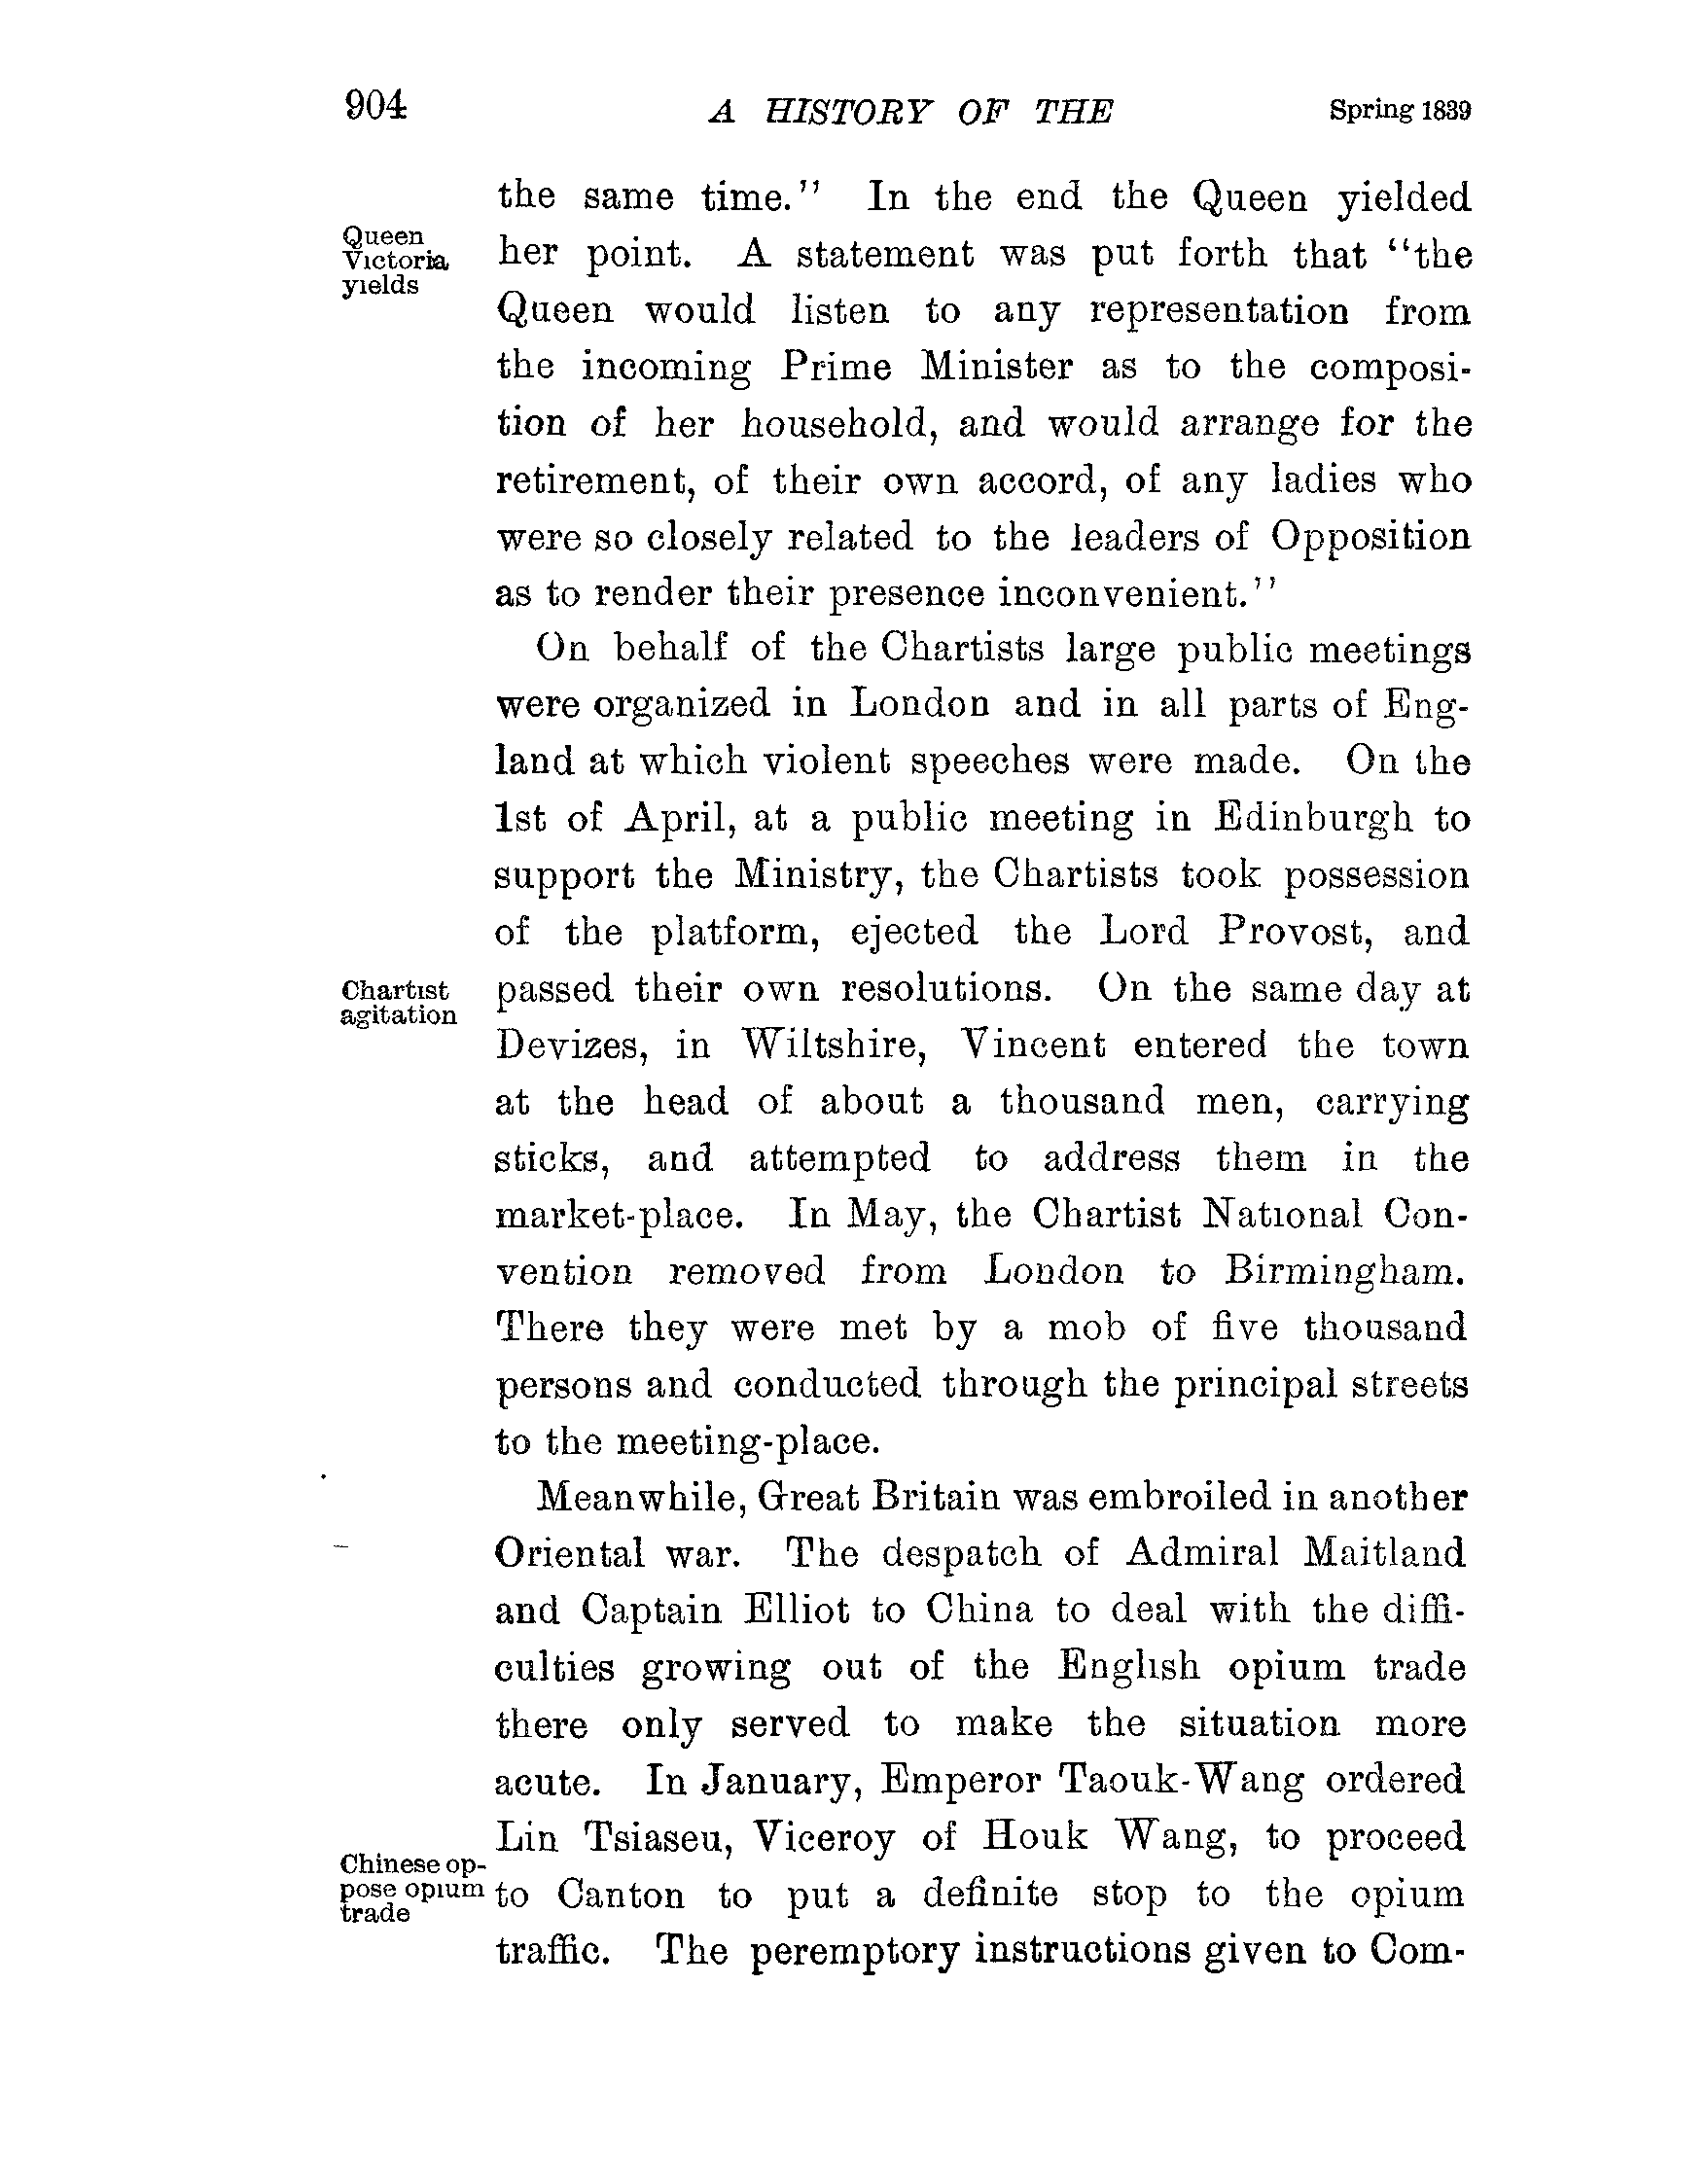 904 A HISTORY OF THE Spring 1839
the same time." In the end the Queen yielded
Queen
Victoria
yields
her point. A statement was put forth that "the
Queen would listen to any representation from
the incoming Prime Minister as to the composi-
tion of her household, and would arrange for the
retirement, of their own accord, of any ladies who
were so closely related to the leaders of Opposition
as to render their presence inconvenient."
On behalf of the Chartists large public meetings
were organized in London and in all parts of Eng-
land at which violent speeches were made. On the
1st of April, at a public meeting in Edinburgh to
support the Ministry, the Chartists took possession
of the platform, ejected the Lord Provost, and
Chartist
agitation
passed their own resolutions. On the same day at
Devizes, in Wiltshire, Vincent entered the town
at the head of about a thousand men, carrying
sticks, and attempted to address them in the
market-place. In May, the Chartist National Con-
vention removed from London to Birmingham.
There they were met by a mob of five thousand
persons and conducted through the principal streets
to the meeting-place.
Meanwhile, Great Britain was embroiled in another
Oriental war. The despatch of Admiral Maitland
and Captain Elliot to China to deal with the diffi-
culties growing out of the English opium trade
there only served to make the situation more
acute. In January, Emperor Taouk-Wang ordered
Lin Tsiaseu, Viceroy of Houk Wang, to proceed
Chinese op-
pose opium
trade
to Canton to put a definite stop to the opium
traffic. The peremptory instructions given to Com-